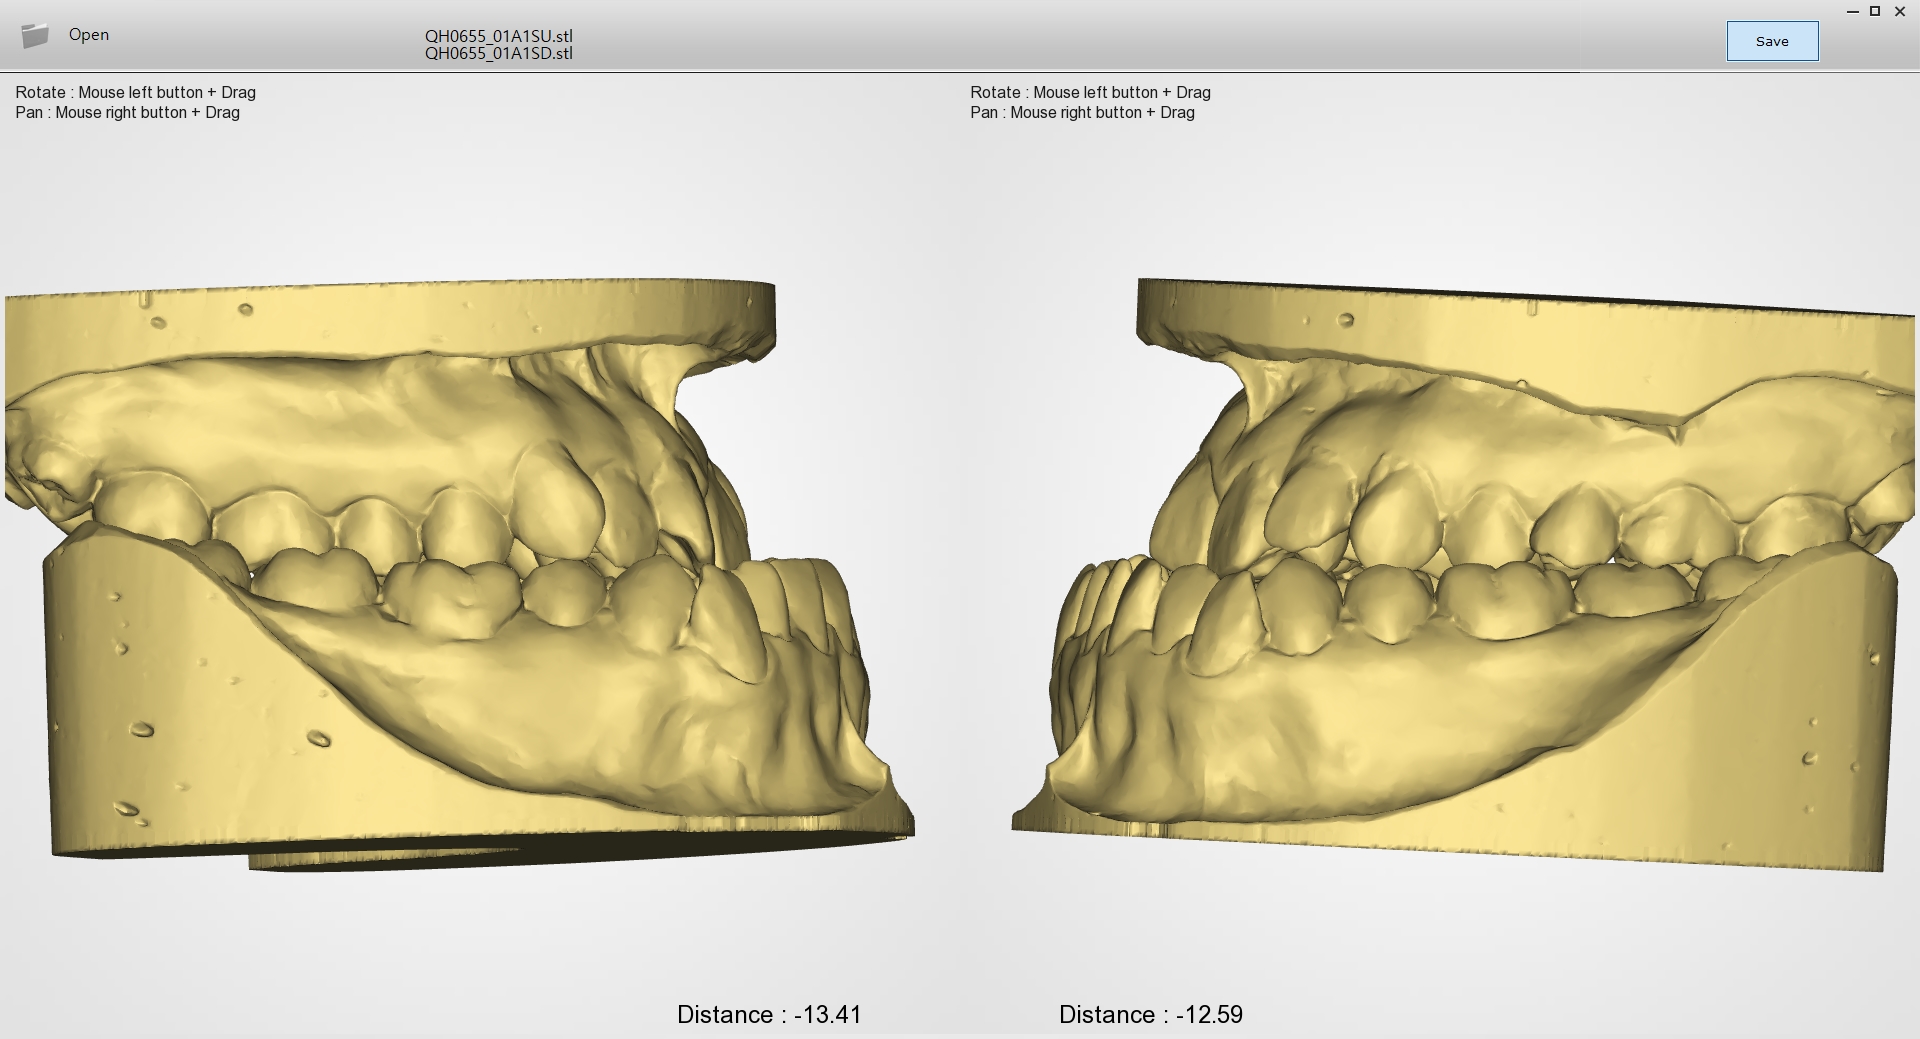 Open
QH0655_01A1SU.stl
QH0655_01A1SD.stl
Save
Rotate : Mouse left button + Drag
Pan : Mouse right button + Drag
Rotate : Mouse left button + Drag
Pan : Mouse right button + Drag
Distance : -13.41
Distance : -12.59